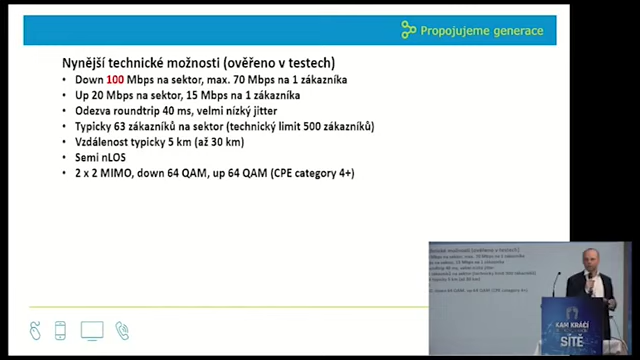 Propojujeme generace
Nynější technické možnosti (ověřeno v testech)
• Down 100 Mbps na sektor, max. 70 Mbps na 1 zákazníka
• Up 20 Mbps na sektor, 15 Mbps na 1 zákazníka
• Odezva roundtrip 40 ms, velmi nízký jitter
• Typicky 63 zákazníků na sektor (technický limit 500 zákazníků)
• Vzdálenost typicky 5 km (až 30 km)
• Semi nLOS
• 2 x 2 MIMO, down 64 QAM, up 64 QAM (CPE category 4+)
KAM KRÁČÍ
SÍTĚ